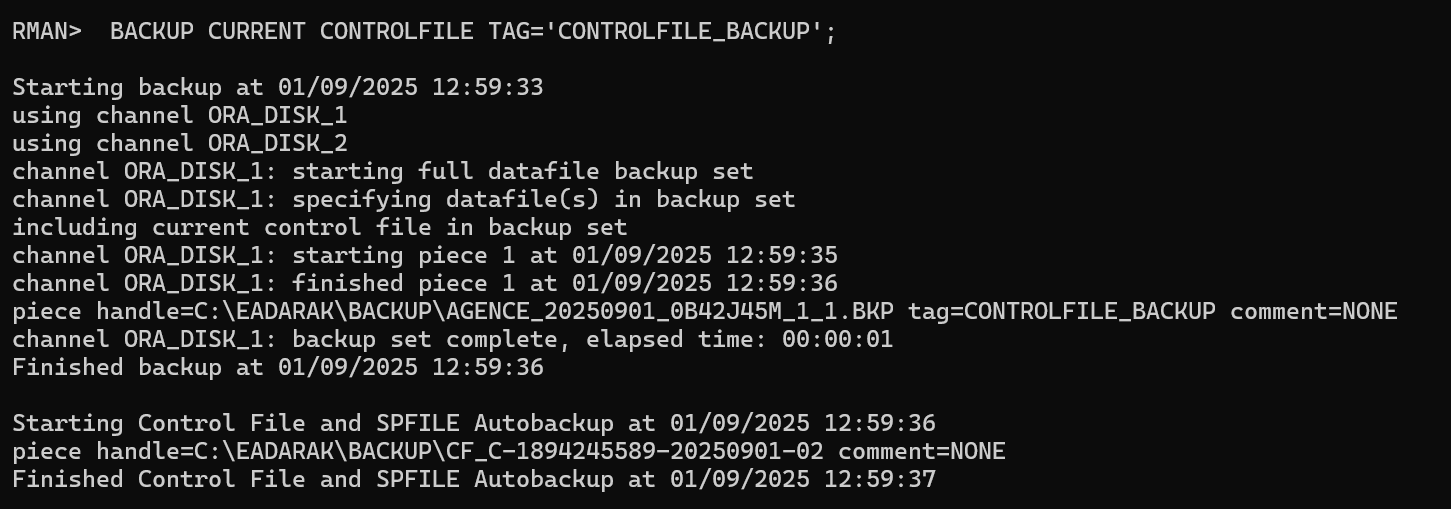 RMAN>  BACKUP CURRENT CONTROLFILE TAG='CONTROLFILE_BACKUP';
Starting backup at 01/09/2025 12:59:33
using channel ORA_DISK_1
using channel ORA_DISK_2
channel ORA_DISK_1: starting full datafile backup set
channel ORA_DISK_1: specifying datafile(s) in backup set
including current control file in backup set
channel ORA_DISK_1: starting piece 1 at 01/09/2025 12:59:35
channel ORA_DISK_1: finished piece 1 at 01/09/2025 12:59:36
piece handle=C:\EADARAK\BACKUP\AGENCE_20250901_0B42J45M_1_1.BKP tag=CONTROLFILE_BACKUP comment=NONE
channel ORA_DISK_1: backup set complete, elapsed time: 00:00:01
Finished backup at 01/09/2025 12:59:36
Starting Control File and SPFILE Autobackup at 01/09/2025 12:59:36
piece handle=C:\EADARAK\BACKUP\CF_C-1894245589-20250901-02 comment=NONE
Finished Control File and SPFILE Autobackup at 01/09/2025 12:59:37